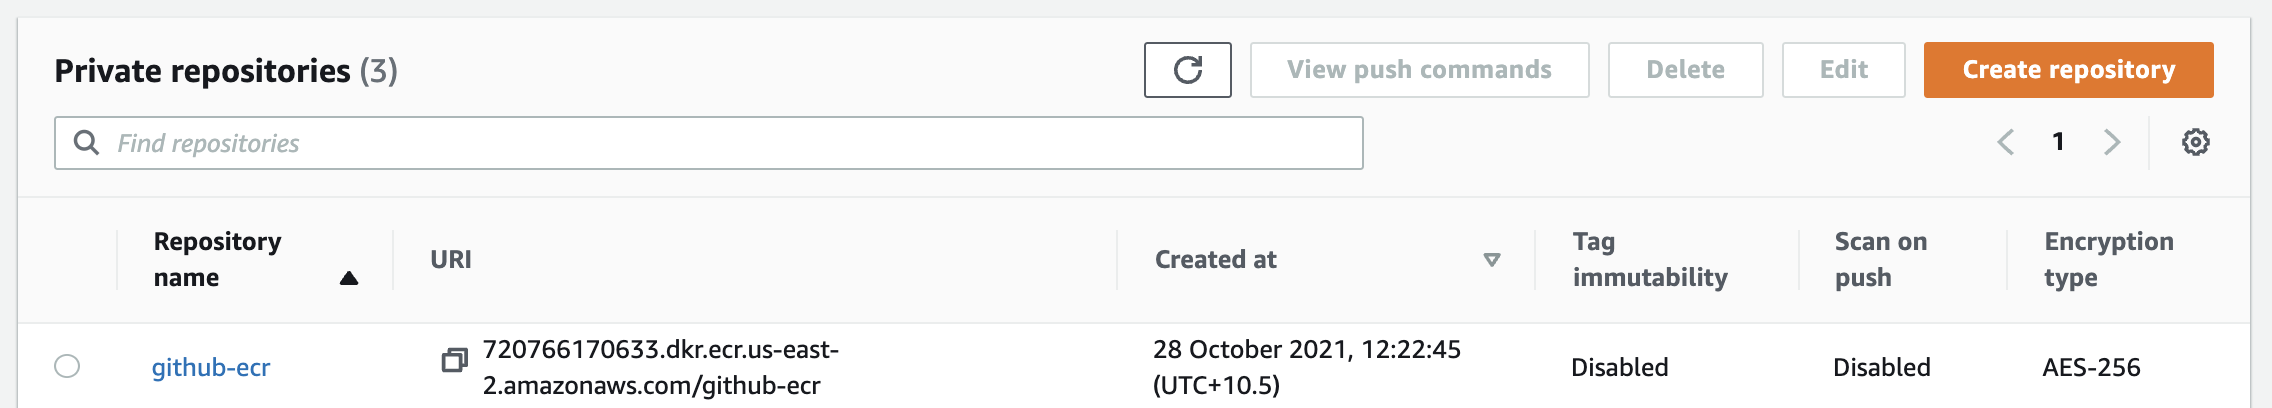 Private repositories (3)
View push commands
Delete
Edit
Create repository
Find repositories
1
Repository name
URI
Created at
Tag immutability
Scan on push
Encryption type
github-ecr
720766170633.dkr.ecr.us-east-
2.amazonaws.com/github-ecr
28 October 2021, 12:22:45
(UTC+10.5)
Disabled
Disabled
AES-256